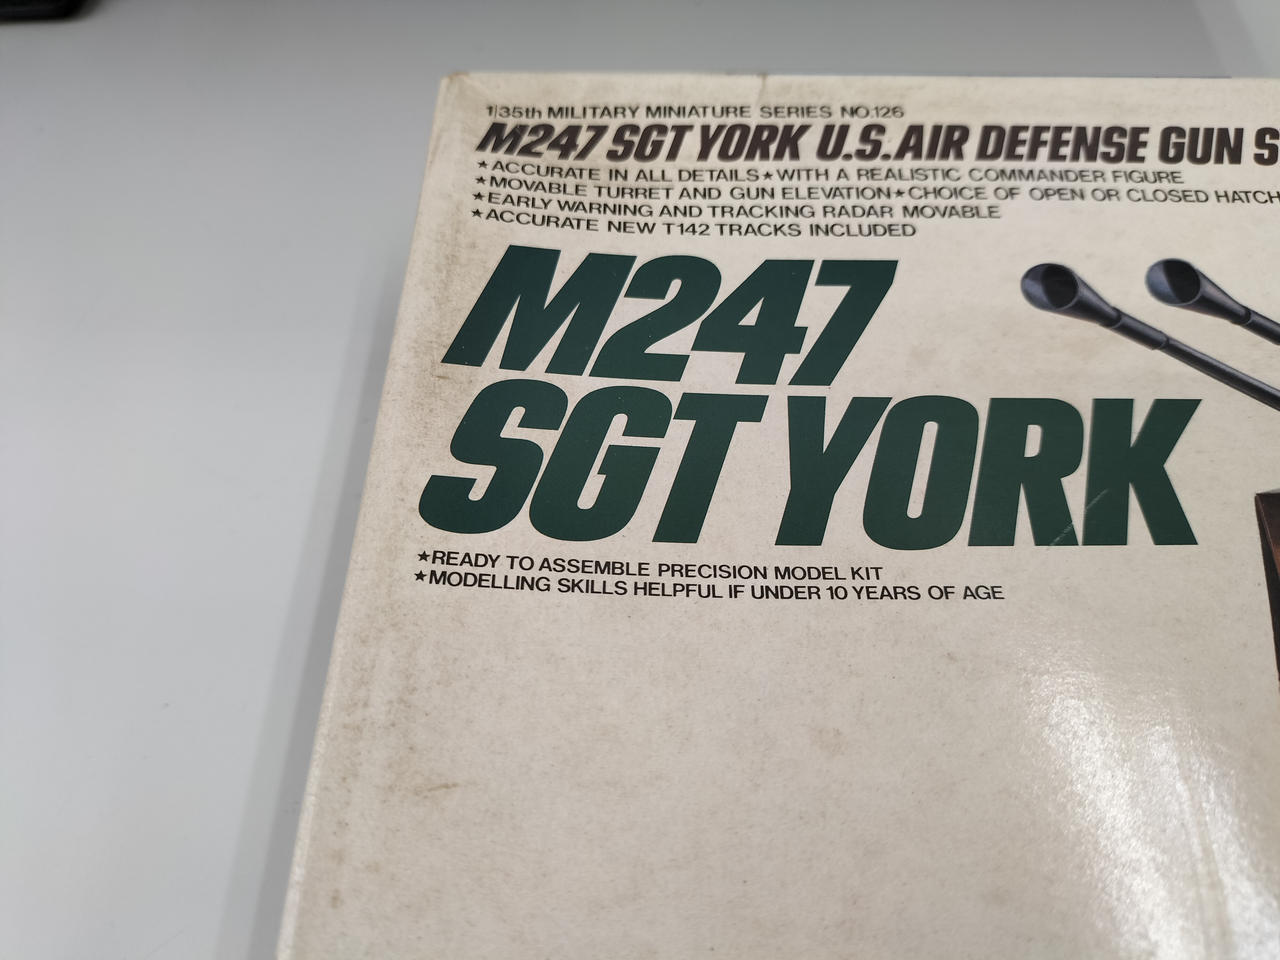 1/35th MILITARY MINIATURE SERIES NO.126
M247 SGT YORK U.S. AIR DEFENSE GUN S
★ACCURATE IN ALL DETAILS★WITH A REALISTIC COMMANDER FIGURE
★MOVABLE TURRET AND GUN ELEVATION★CHOICE OF OPEN OR CLOSED HATCH
★EARLY WARNING AND TRACKING RADAR MOVABLE
★ACCURATE NEW T142 TRACKS INCLUDED
M247
SGT YORK
★READY TO ASSEMBLE PRECISION MODEL KIT
★MODELLING SKILLS HELPFUL IF UNDER 10 YEARS OF AGE